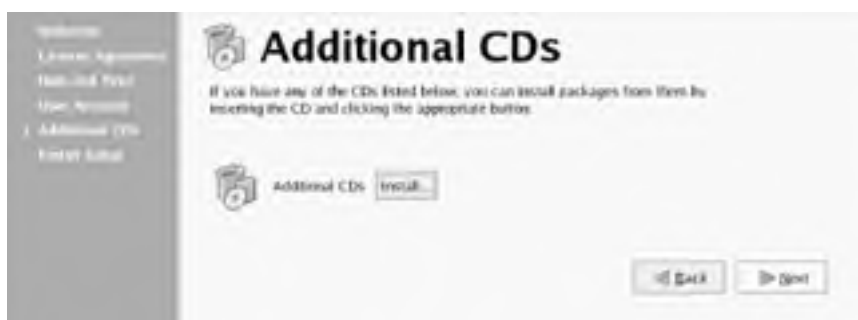 Welcome
License Agreement
Date and Time
User Account
Additional CDs
Finish Setup
Additional CDs
If you have any of the CDs listed below, you can install packages from them by
inserting the CD and clicking the appropriate button.
Additional CDs
Install...
Back
Next